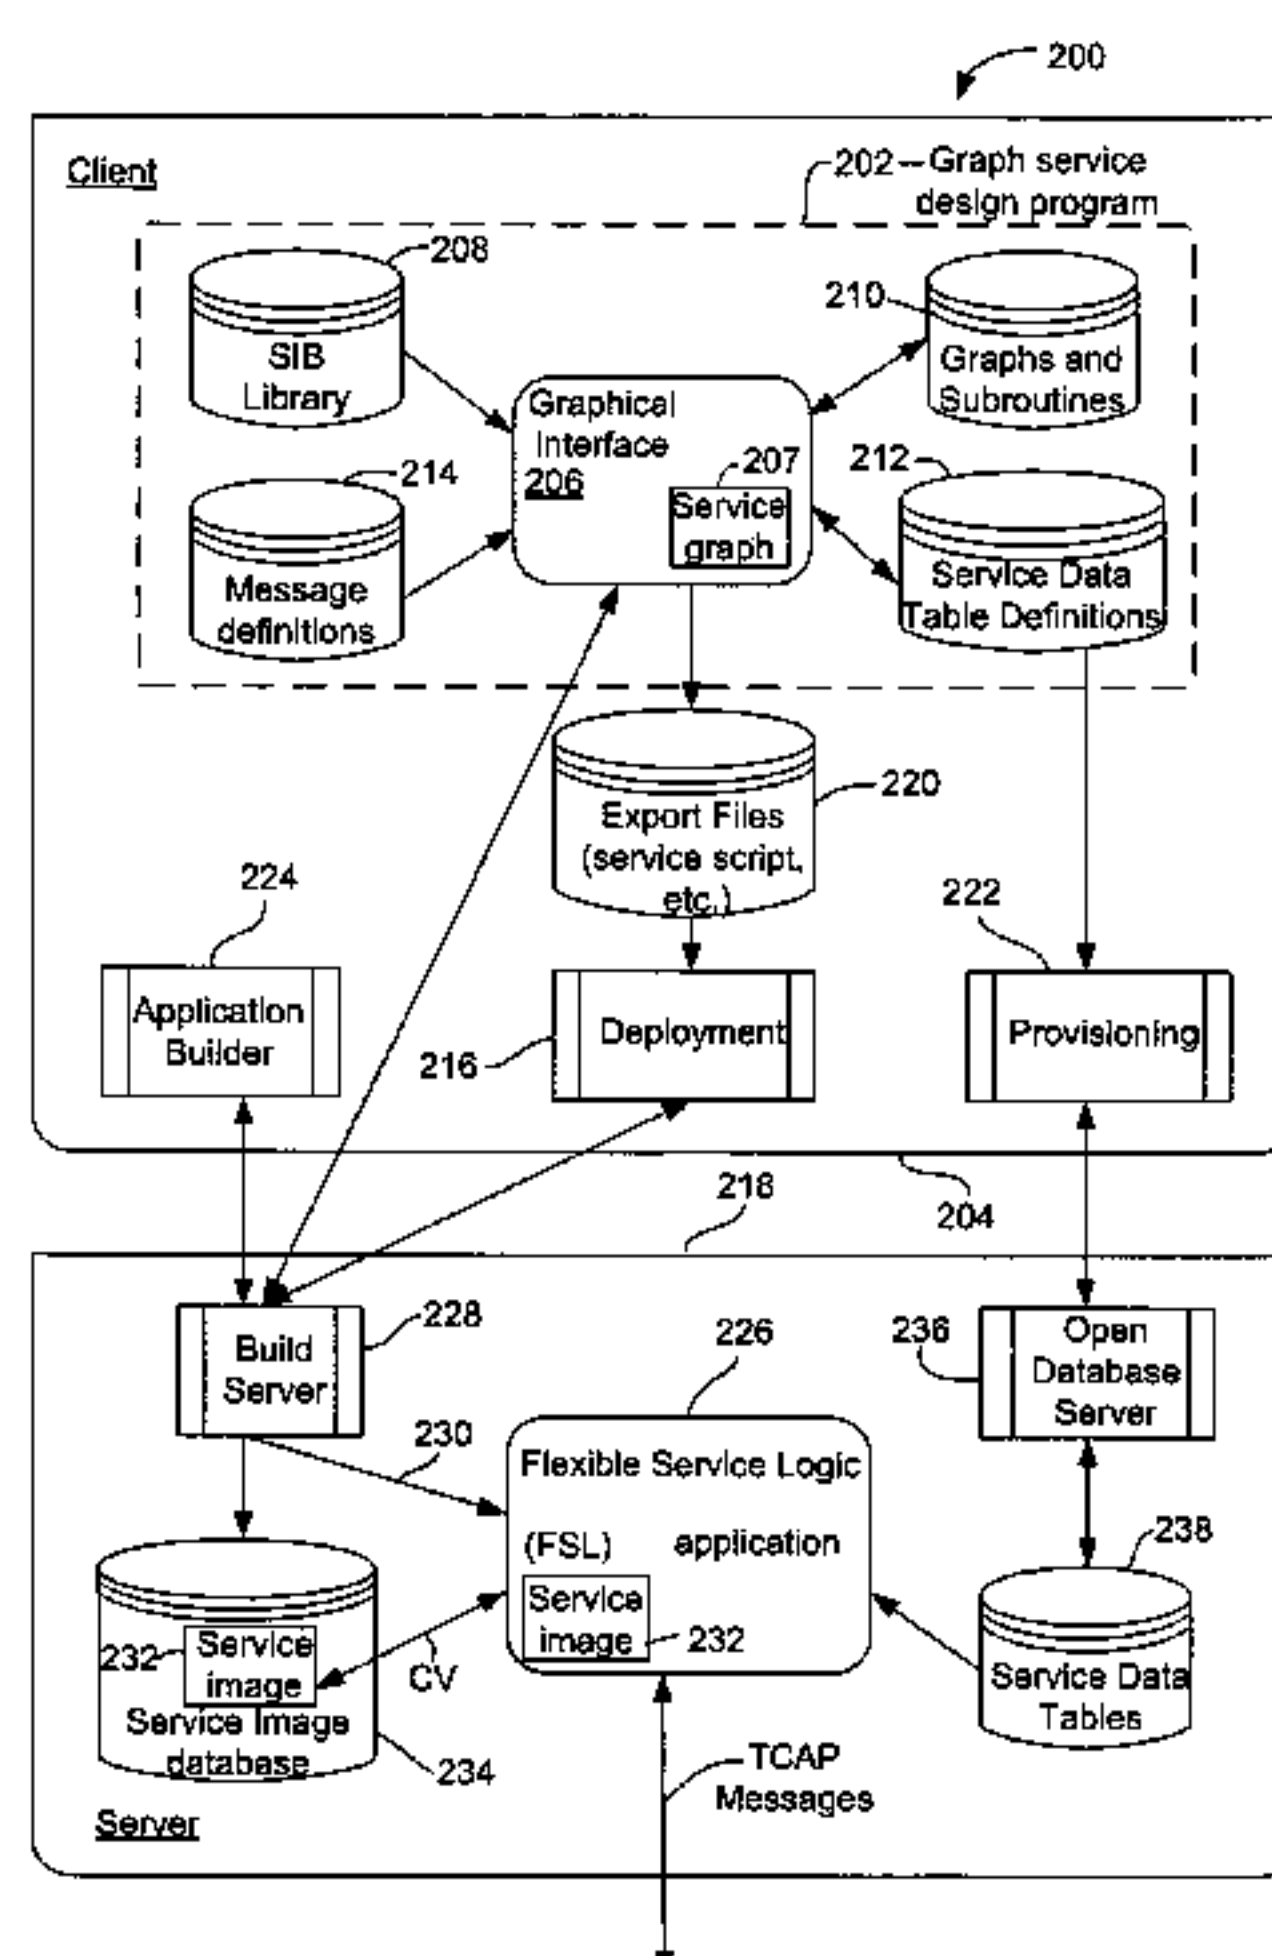 200
Client
202 Graph service
design program
208
210
SIB
Library
Graphs and
Subroutines
Graphical
Interface
206
207
Service
graph
214
212
Message
definitions
Service Data
Table Definitions
220
Export Files
(service script,
etc.)
224
222
Application
Builder
216
Deployment
Provisioning
204
218
228
Build
Server
226
236
Open
Database
Server
230
Flexible Service Logic
(FSL) application
Service
image
232
238
232
Service
image
CV
Service Image
database
234
Service Data
Tables
TCAP
Messages
Server